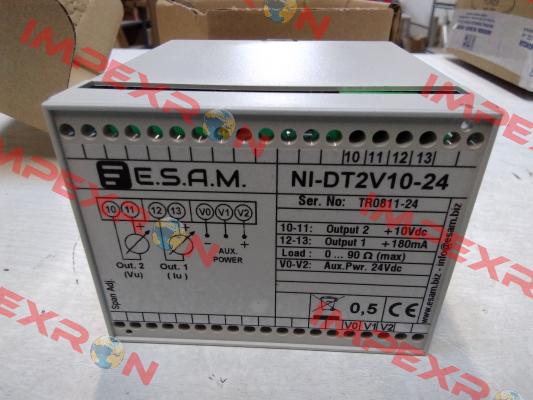 10 11 12 13
E.S.A.M.
NI-DT2V10-24
Ser. No: TR0811-24
10 11 12 13 V0 V1 V2
10-11: Output 2 +10Vdc
12-13: Output 1 +180mA
Load : 0 ... 90 Ω (max)
V0-V2: Aux.Pwr. 24Vdc
- +
AUX.
POWER
Out. 2
(Vu)
Out. 1
( Iu )
Span Adj.
0,5 CE
www.esam.biz - info@esam.biz
V0 V1 V2
IMPEXRON
IMPEXRON
IMPEXRON
IMPEXRON